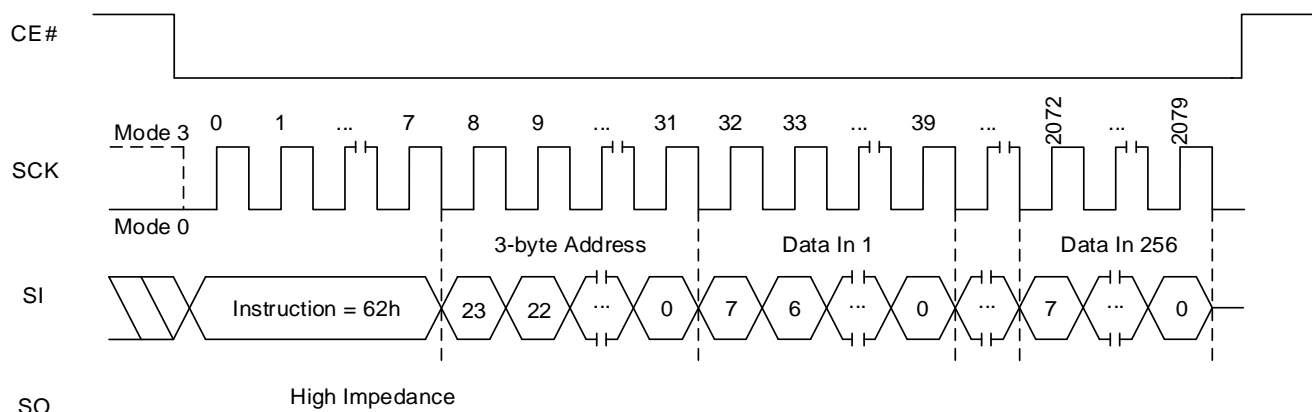 CE#
0 1 ... 7 8 9 ... 31 32 33 ... 39 ... 2072 ... 2079
Mode 3
SCK
Mode 0
3-byte Address Data In 1 Data In 256
SI Instruction = 62h 23 22 ... 0 7 6 ... 0 ... 7 ... 0
High Impedance
SO